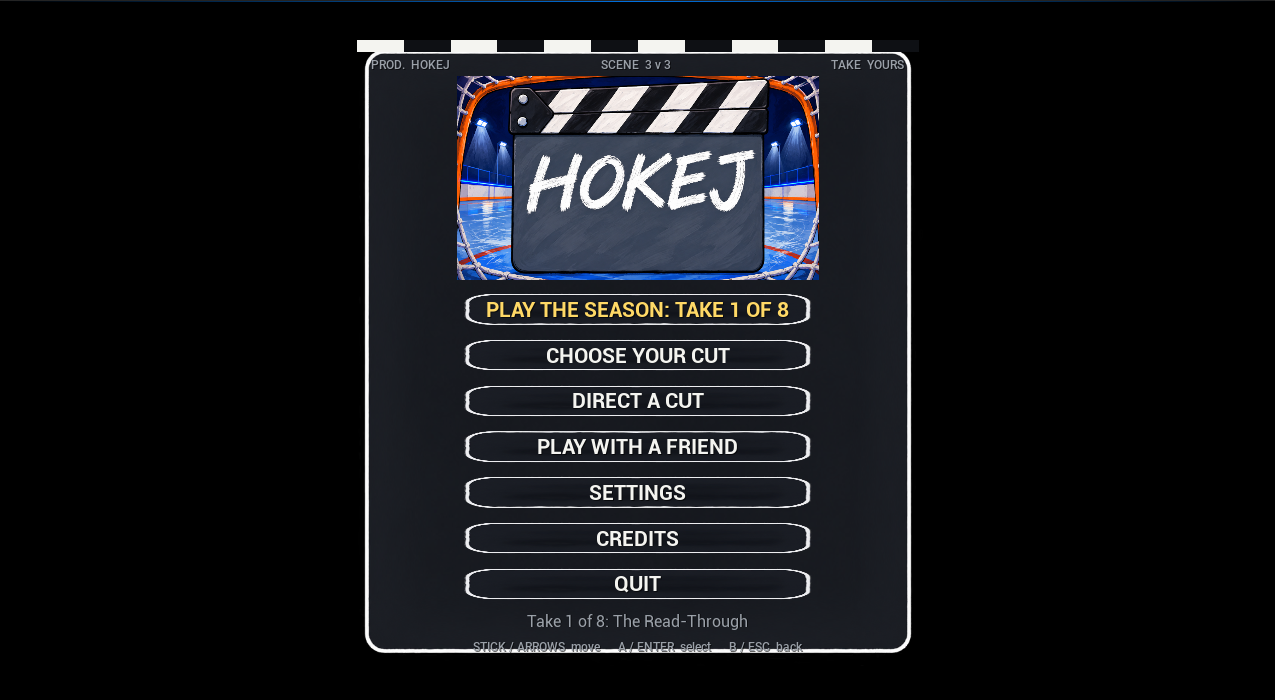 PROD. HOKEJ SCENE 3 v 3 TAKE YOURS
HOKEJ
PLAY THE SEASON: TAKE 1 OF 8
CHOOSE YOUR CUT
DIRECT A CUT
PLAY WITH A FRIEND
SETTINGS
CREDITS
QUIT
Take 1 of 8: The Read-Through
STICK / ARROWS move A / ENTER select B / ESC back